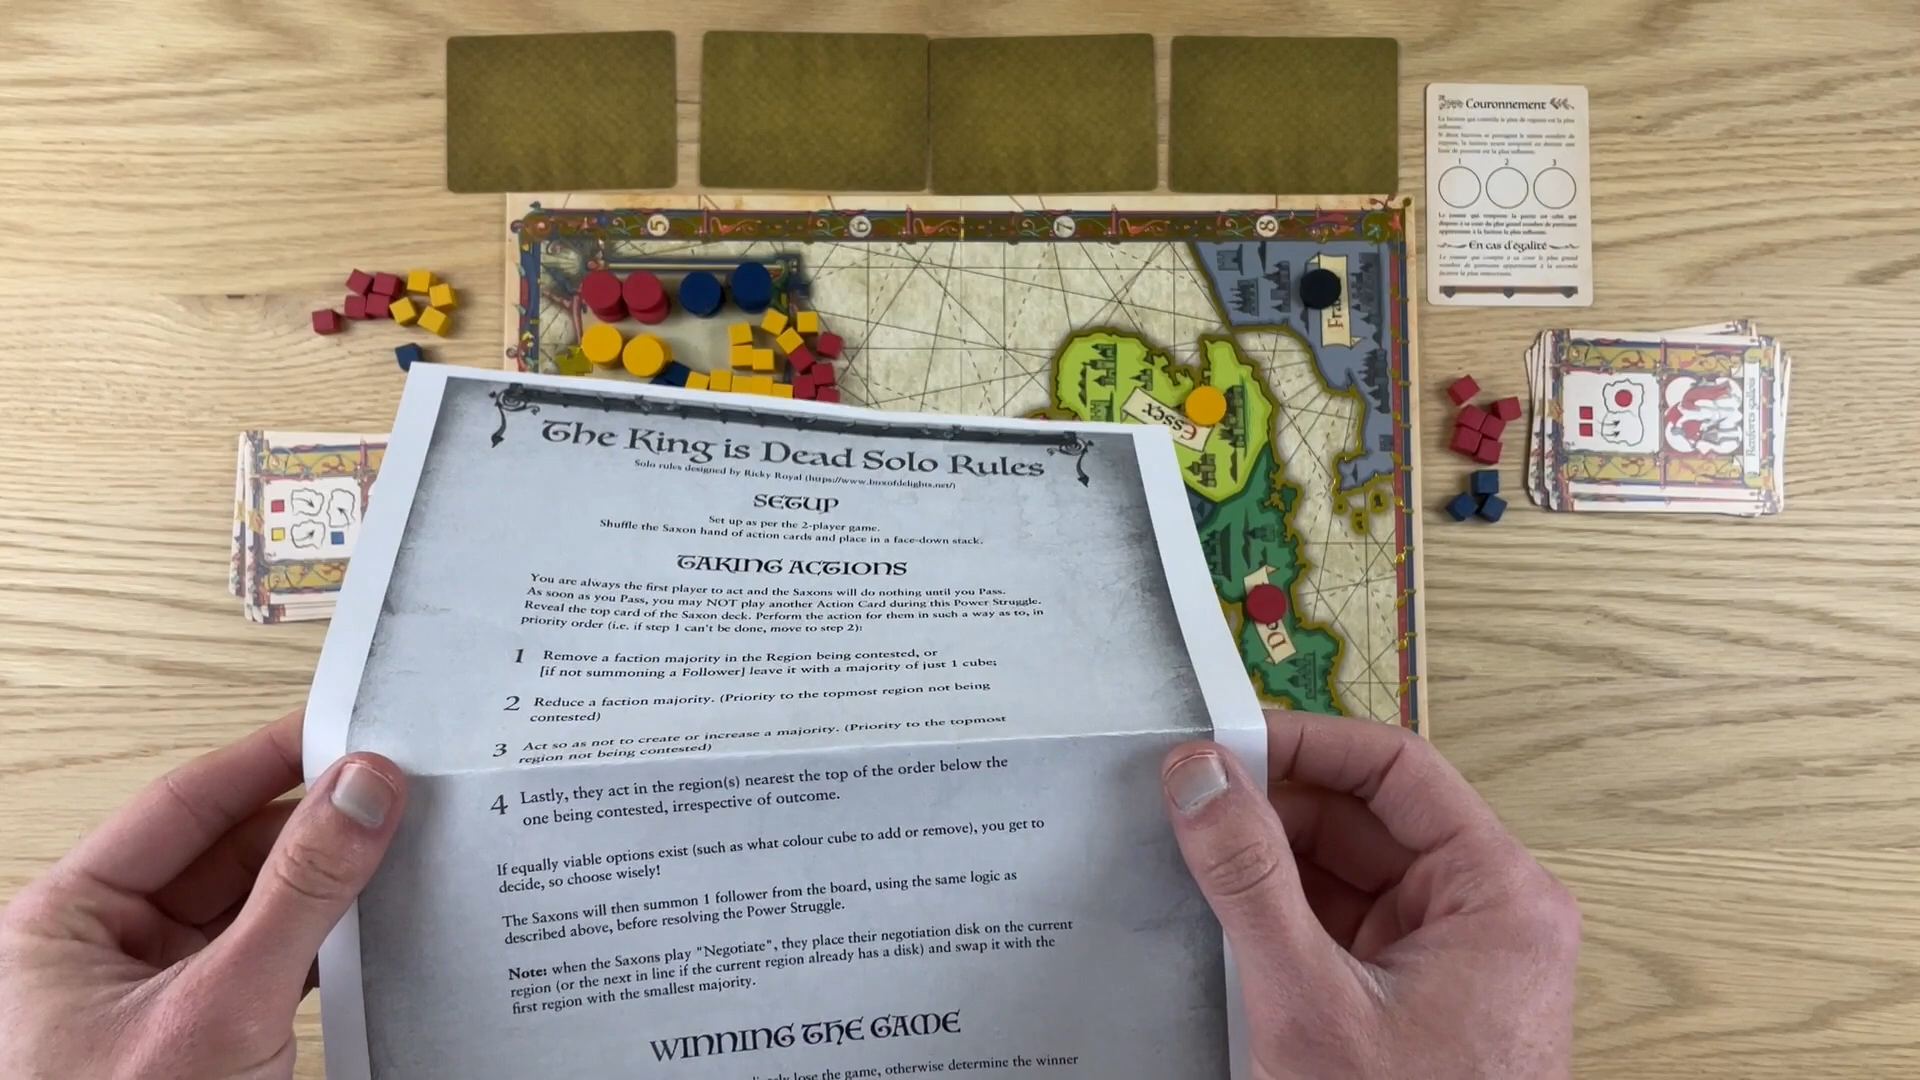 5 6 7 8
Couronnement
1 2 3
En cas d'égalité
Essex
The King is Dead Solo Rules
Solo rules designed by Ricky Royal (https://www.boxofdelights.net/)
SETUP
Set up as per the 2-player game.
Shuffle the Saxon hand of action cards and place in a face-down stack.
TAKING ACTIONS
You are always the first player to act and the Saxons will do nothing until you Pass.
As soon as you Pass, you may NOT play another Action Card during this Power Struggle.
Reveal the top card of the Saxon deck. Perform the action for them in such a way as to, in
priority order (i.e. if step 1 can't be done, move to step 2):
1 Remove a faction majority in the Region being contested, or
[if not summoning a Follower] leave it with a majority of just 1 cube;
2 Reduce a faction majority. (Priority to the topmost region not being
contested)
3 Act so as not to create or increase a majority. (Priority to the topmost
region not being contested)
4 Lastly, they act in the region(s) nearest the top of the order below the
one being contested, irrespective of outcome.
If equally viable options exist (such as what colour cube to add or remove), you get to
decide, so choose wisely!
The Saxons will then summon 1 follower from the board, using the same logic as
described above, before resolving the Power Struggle.
Note: when the Saxons play "Negotiate", they place their negotiation disk on the current
region (or the next in line if the current region already has a disk) and swap it with the
first region with the smallest majority.
WINNING THE GAME
lose the game, otherwise determine the winner